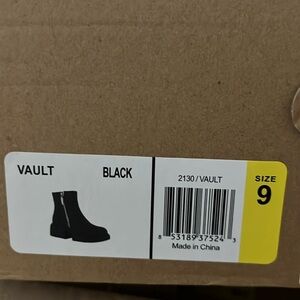 VAULT BLACK
2130/VAULT
8 53189 37524 3
Made in China
SIZE
9